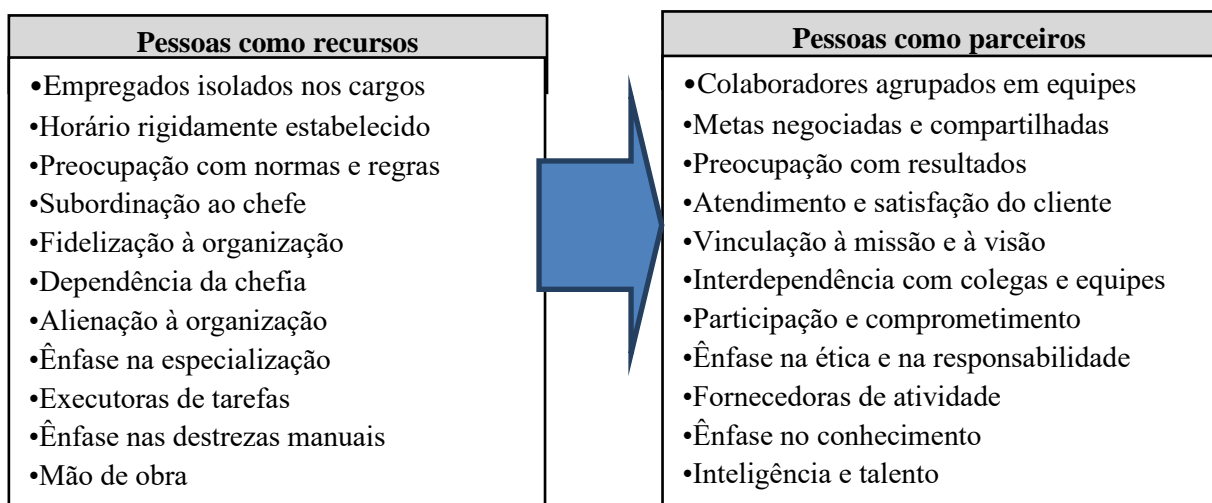 Pessoas como recursos
•Empregados isolados nos cargos
•Horário rigidamente estabelecido
•Preocupação com normas e regras
•Subordinação ao chefe
•Fidelização à organização
•Dependência da chefia
•Alienação à organização
•Ênfase na especialização
•Executoras de tarefas
•Ênfase nas destrezas manuais
•Mão de obra
Pessoas como parceiros
•Colaboradores agrupados em equipes
•Metas negociadas e compartilhadas
•Preocupação com resultados
•Atendimento e satisfação do cliente
•Vinculação à missão e à visão
•Interdependência com colegas e equipes
•Participação e comprometimento
•Ênfase na ética e na responsabilidade
•Fornecedoras de atividade
•Ênfase no conhecimento
•Inteligência e talento